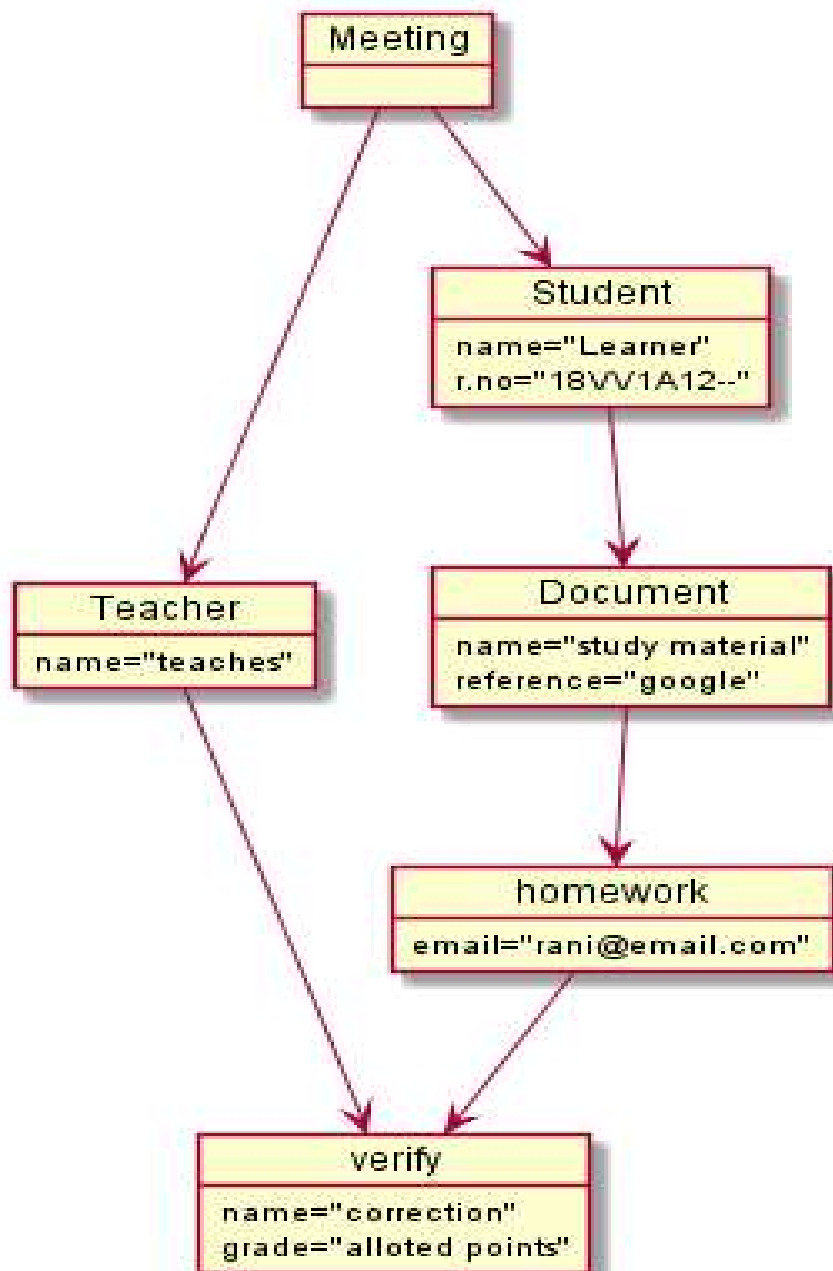 Meeting
Student
name="Learner"
r.no="18VV1A12--"
Teacher
name="teaches"
Document
name="study material"
reference="google"
homework
email="rani@email.com"
verify
name="correction"
grade="alloted points"